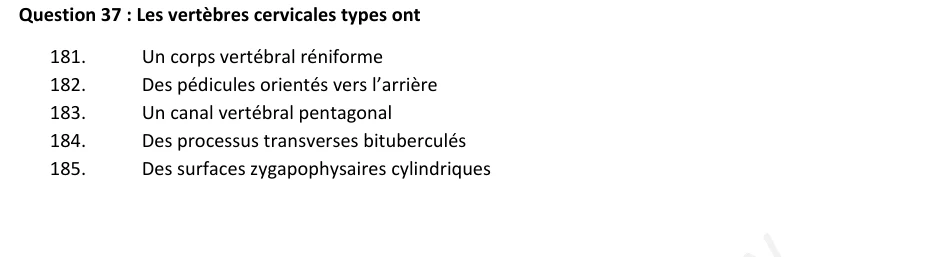 Question 37 : Les vertèbres cervicales types ont
181. Un corps vertébral réniforme
182. Des pédicules orientés vers l’arrière
183. Un canal vertébral pentagonal
184. Des processus transverses bituberculés
185. Des surfaces zygapophysaires cylindriques